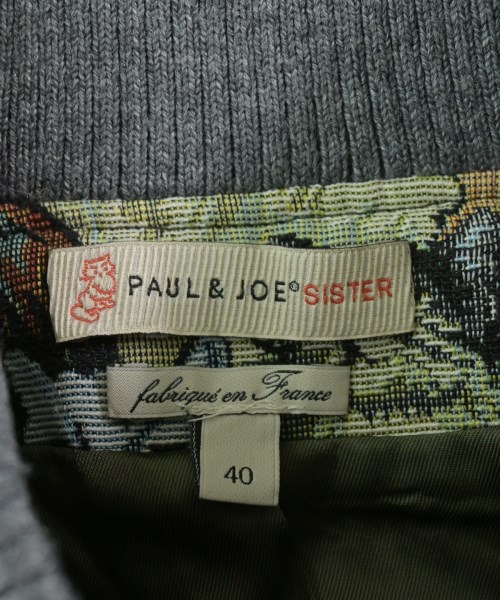 PAUL & JOE® SISTER
fabriqué en France
40